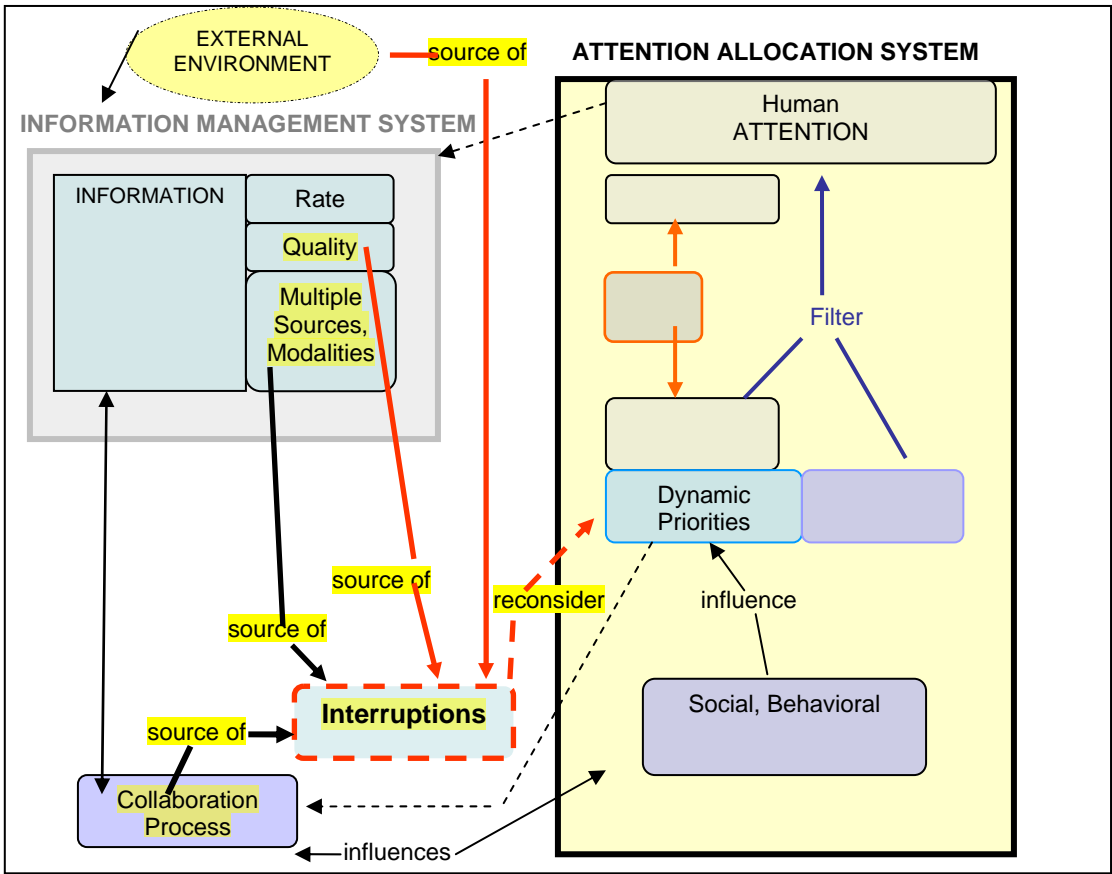 EXTERNAL
ENVIRONMENT
source of
ATTENTION ALLOCATION SYSTEM
Human
ATTENTION
INFORMATION MANAGEMENT SYSTEM
INFORMATION
Rate
Quality
Multiple
Sources,
Modalities
Filter
Dynamic
Priorities
source of
reconsider
influence
source of
Interruptions
Social, Behavioral
source of
Collaboration
Process
influences